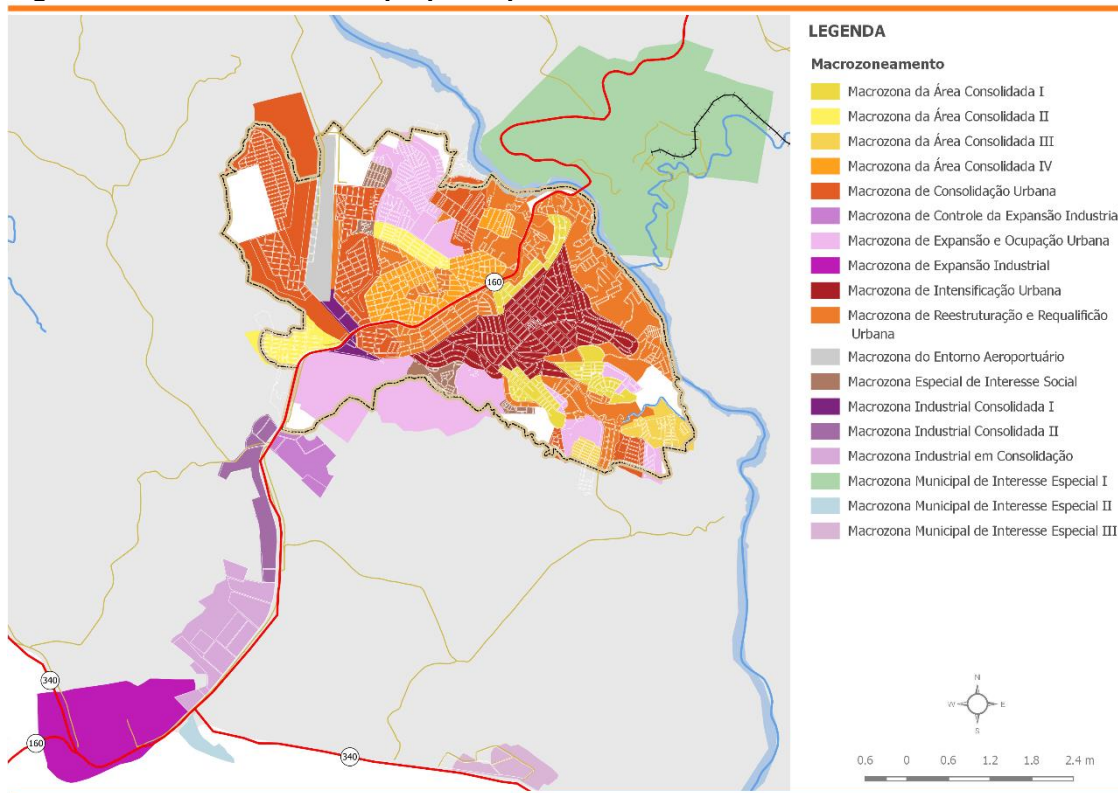 LEGENDA
Macrozoneamento
Macrozona da Área Consolidada I
Macrozona da Área Consolidada II
Macrozona da Área Consolidada III
Macrozona da Área Consolidada IV
Macrozona de Consolidação Urbana
Macrozona de Controle da Expansão Industria
Macrozona de Expansão e Ocupação Urbana
Macrozona de Expansão Industrial
Macrozona de Intensificação Urbana
Macrozona de Reestruturação e Requalificão
Urbana
Macrozona do Entorno Aeroportuário
Macrozona Especial de Interesse Social
Macrozona Industrial Consolidada I
Macrozona Industrial Consolidada II
Macrozona Industrial em Consolidação
Macrozona Municipal de Interesse Especial I
Macrozona Municipal de Interesse Especial II
Macrozona Municipal de Interesse Especial III
160
340
160
340
N
W E
S
0.6 0 0.6 1.2 1.8 2.4 m